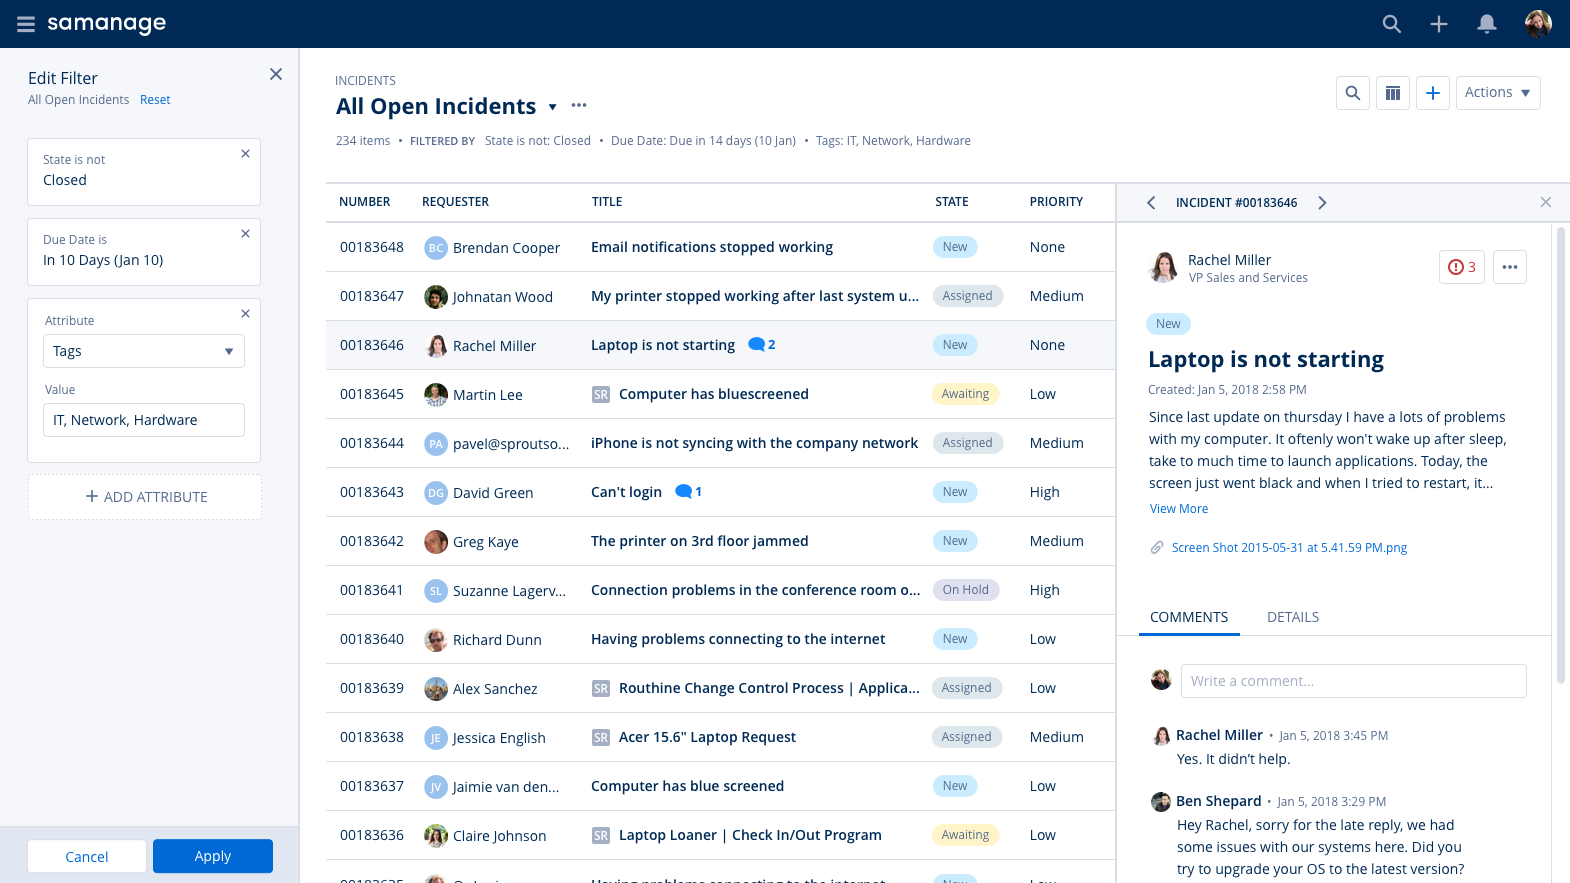 samanage
Edit Filter
All Open Incidents Reset
State is not
Closed
Due Date is
In 10 Days (Jan 10)
Attribute
Tags
Value
IT, Network, Hardware
+ ADD ATTRIBUTE
Cancel Apply
INCIDENTS
All Open Incidents
234 items • FILTERED BY State is not: Closed • Due Date: Due in 14 days (10 Jan) • Tags: IT, Network, Hardware
Actions
NUMBER REQUESTER TITLE STATE PRIORITY
00183648 BC Brendan Cooper Email notifications stopped working New None
00183647 Johnatan Wood My printer stopped working after last system u... Assigned Medium
00183646 Rachel Miller Laptop is not starting 2 New None
00183645 Martin Lee SR Computer has bluescreened Awaiting Low
00183644 PA pavel@sproutso... iPhone is not syncing with the company network Assigned Medium
00183643 DG David Green Can't login 1 New High
00183642 Greg Kaye The printer on 3rd floor jammed New Medium
00183641 SL Suzanne Lagerv... Connection problems in the conference room o... On Hold High
00183640 Richard Dunn Having problems connecting to the internet New Low
00183639 Alex Sanchez SR Routhine Change Control Process | Applica... Assigned Low
00183638 JE Jessica English SR Acer 15.6" Laptop Request Assigned Medium
00183637 JV Jaimie van den... Computer has blue screened New Low
00183636 Claire Johnson SR Laptop Loaner | Check In/Out Program Awaiting Low
INCIDENT #00183646
Rachel Miller
VP Sales and Services
3
New
Laptop is not starting
Created: Jan 5, 2018 2:58 PM
Since last update on thursday I have a lots of problems
with my computer. It oftenly won't wake up after sleep,
take to much time to launch applications. Today, the
screen just went black and when I tried to restart, it...
View More
Screen Shot 2015-05-31 at 5.41.59 PM.png
COMMENTS DETAILS
Write a comment...
Rachel Miller • Jan 5, 2018 3:45 PM
Yes. It didn't help.
Ben Shepard • Jan 5, 2018 3:29 PM
Hey Rachel, sorry for the late reply, we had
some issues with our systems here. Did you
try to upgrade your OS to the latest version?